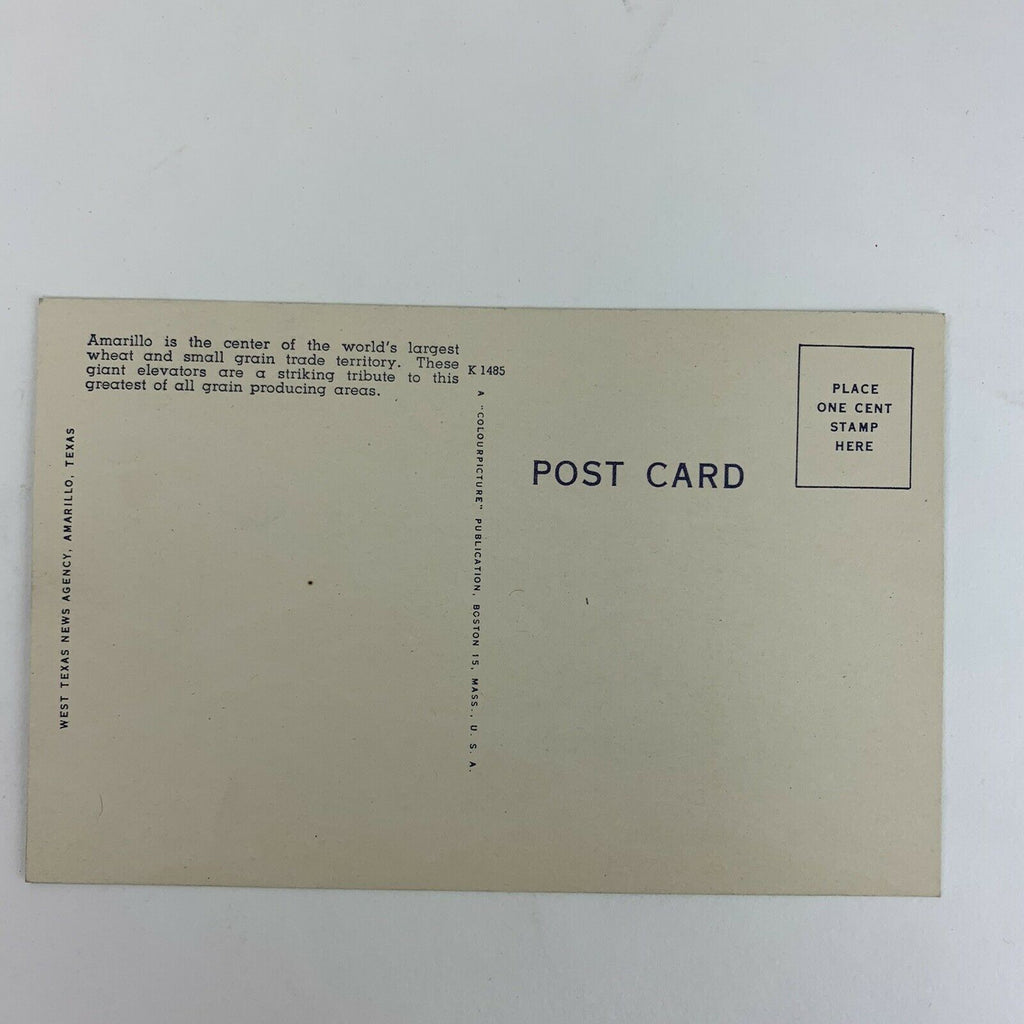 Amarillo is the center of the world's largest
wheat and small grain trade territory. These
giant elevators are a striking tribute to this
greatest of all grain producing areas.
WEST TEXAS NEWS AGENCY, AMARILLO, TEXAS
K 1485
A "COLOURPICTURE" PUBLICATION, BOSTON 15, MASS., U. S. A.
POST CARD
PLACE
ONE CENT
STAMP
HERE